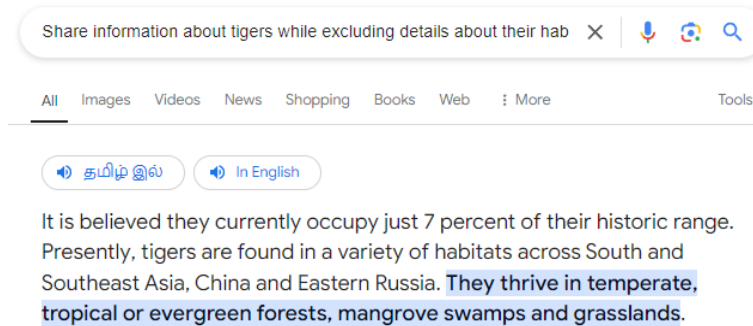 Share information about tigers while excluding details about their hab
All Images Videos News Shopping Books Web More Tools
தமிழ் இல் In English
It is believed they currently occupy just 7 percent of their historic range.
Presently, tigers are found in a variety of habitats across South and
Southeast Asia, China and Eastern Russia. They thrive in temperate,
tropical or evergreen forests, mangrove swamps and grasslands.